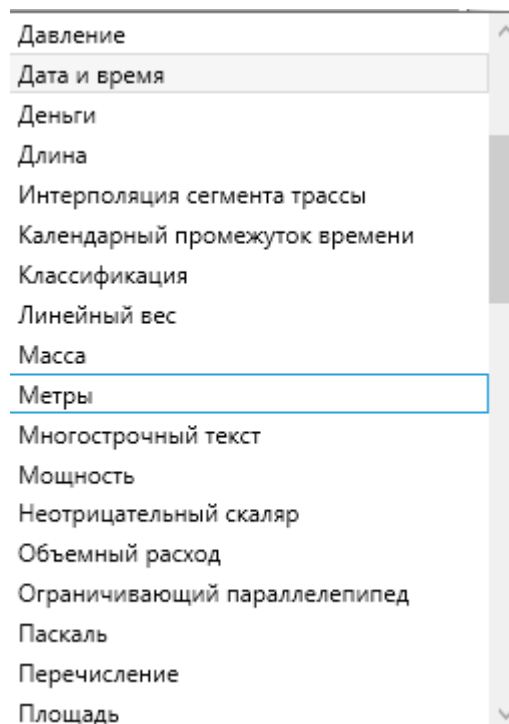 Давление
Дата и время
Деньги
Длина
Интерполяция сегмента трассы
Календарный промежуток времени
Классификация
Линейный вес
Масса
Метры
Многострочный текст
Мощность
Неотрицательный скаляр
Объемный расход
Ограничивающий параллелепипед
Паскаль
Перечисление
Площадь